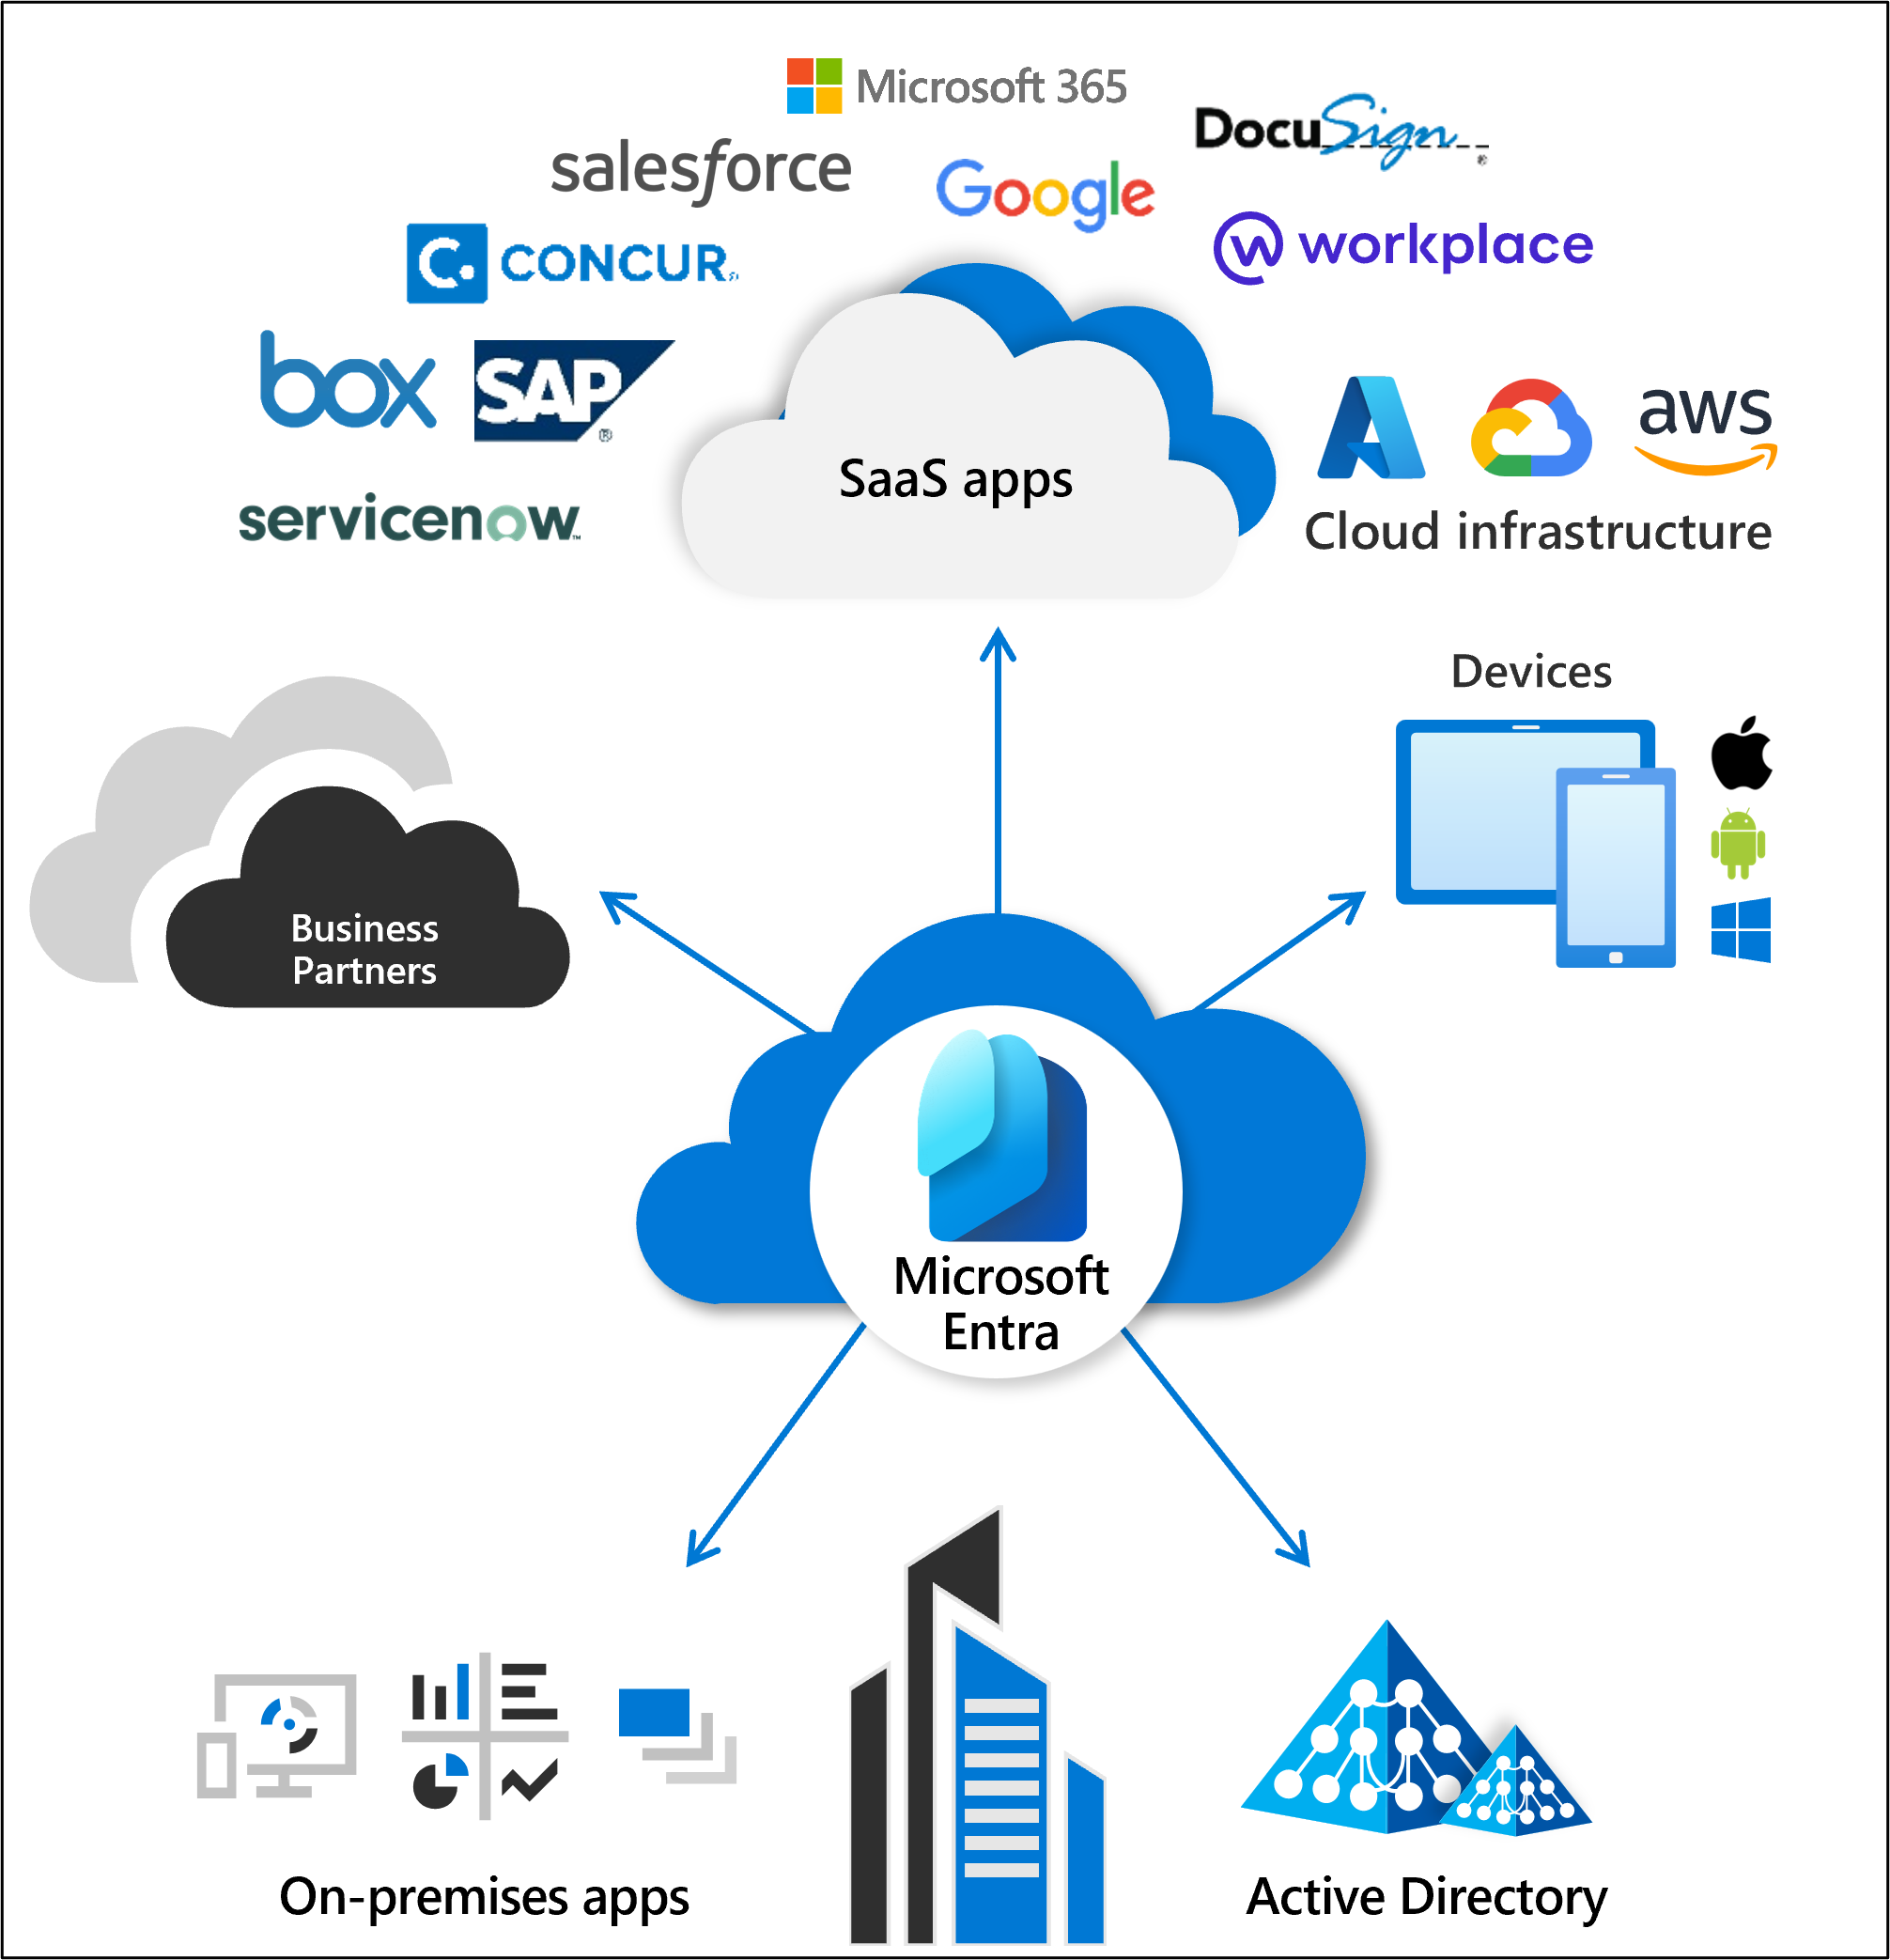 Microsoft 365
DocuSign
salesforce
Google
workplace
CONCUR
box
SAP
aws
SaaS apps
servicenow
Cloud infrastructure
Devices
Business
Partners
Microsoft
Entra
On-premises apps
Active Directory